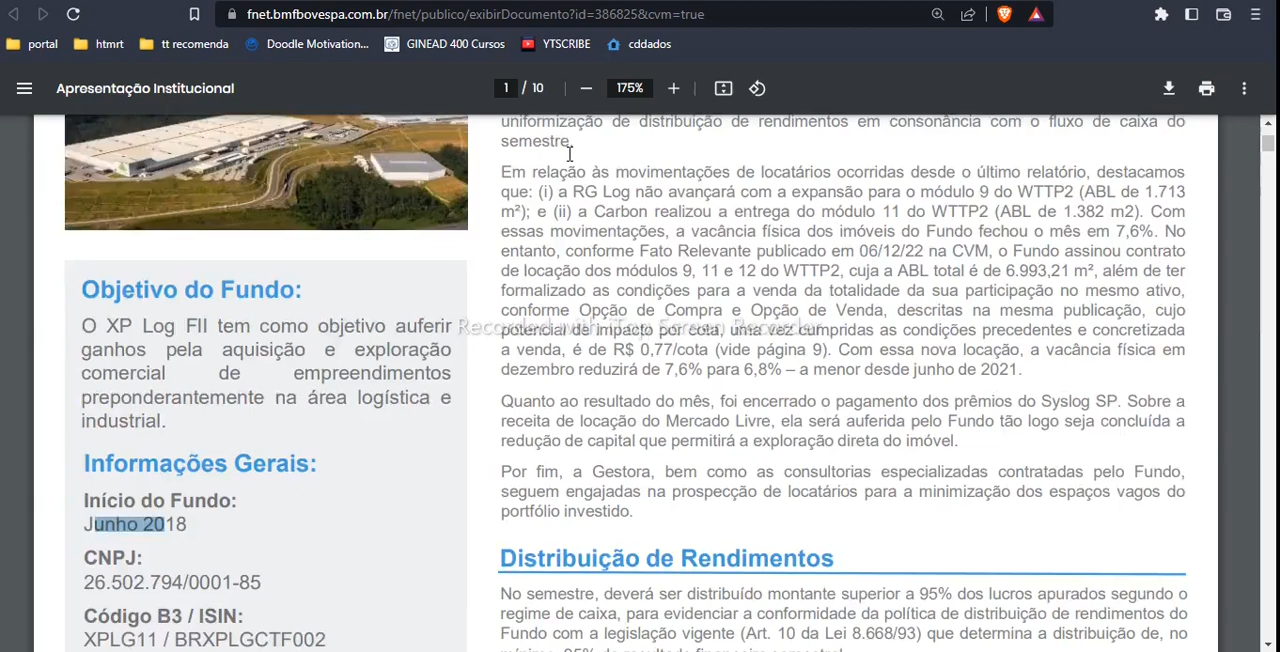 fnet.bmfbovespa.com.br/fnet/publico/exibirDocumento?id=386825&cvm=true
portal htmrt tt recomenda Doodle Motivation... GINEAD 400 Cursos YTSCRIBE cddados
Apresentação Institucional 1 / 10 175%
uniformização de distribuição de rendimentos em consonância com o fluxo de caixa do
semestre.
Em relação às movimentações de locatários ocorridas desde o último relatório, destacamos
que: (i) a RG Log não avançará com a expansão para o módulo 9 do WTTP2 (ABL de 1.713
m²); e (ii) a Carbon realizou a entrega do módulo 11 do WTTP2 (ABL de 1.382 m2). Com
essas movimentações, a vacância física dos imóveis do Fundo fechou o mês em 7,6%. No
entanto, conforme Fato Relevante publicado em 06/12/22 na CVM, o Fundo assinou contrato
de locação dos módulos 9, 11 e 12 do WTTP2, cuja a ABL total é de 6.993,21 m², além de ter
formalizado as condições para a venda da totalidade da sua participação no mesmo ativo,
conforme Opção de Compra e Opção de Venda, descritas na mesma publicação, cujo
potencial de impacto por cota, uma vez cumpridas as condições precedentes e concretizada
a venda, é de R$ 0,77/cota (vide página 9). Com essa nova locação, a vacância física em
dezembro reduzirá de 7,6% para 6,8% – a menor desde junho de 2021.
Quanto ao resultado do mês, foi encerrado o pagamento dos prêmios do Syslog SP. Sobre a
receita de locação do Mercado Livre, ela será auferida pelo Fundo tão logo seja concluída a
redução de capital que permitirá a exploração direta do imóvel.
Por fim, a Gestora, bem como as consultorias especializadas contratadas pelo Fundo,
seguem engajadas na prospecção de locatários para a minimização dos espaços vagos do
portfólio investido.
Distribuição de Rendimentos
No semestre, deverá ser distribuído montante superior a 95% dos lucros apurados segundo o
regime de caixa, para evidenciar a conformidade da política de distribuição de rendimentos do
Fundo com a legislação vigente (Art. 10 da Lei 8.668/93) que determina a distribuição de, no
Objetivo do Fundo:
O XP Log FII tem como objetivo auferir
ganhos pela aquisição e exploração
comercial de empreendimentos
preponderantemente na área logística e
industrial.
Informações Gerais:
Início do Fundo:
Junho 2018
CNPJ:
26.502.794/0001-85
Código B3 / ISIN:
XPLG11 / BRXPLGCTF002
Recorded with iTop Screen Recorder